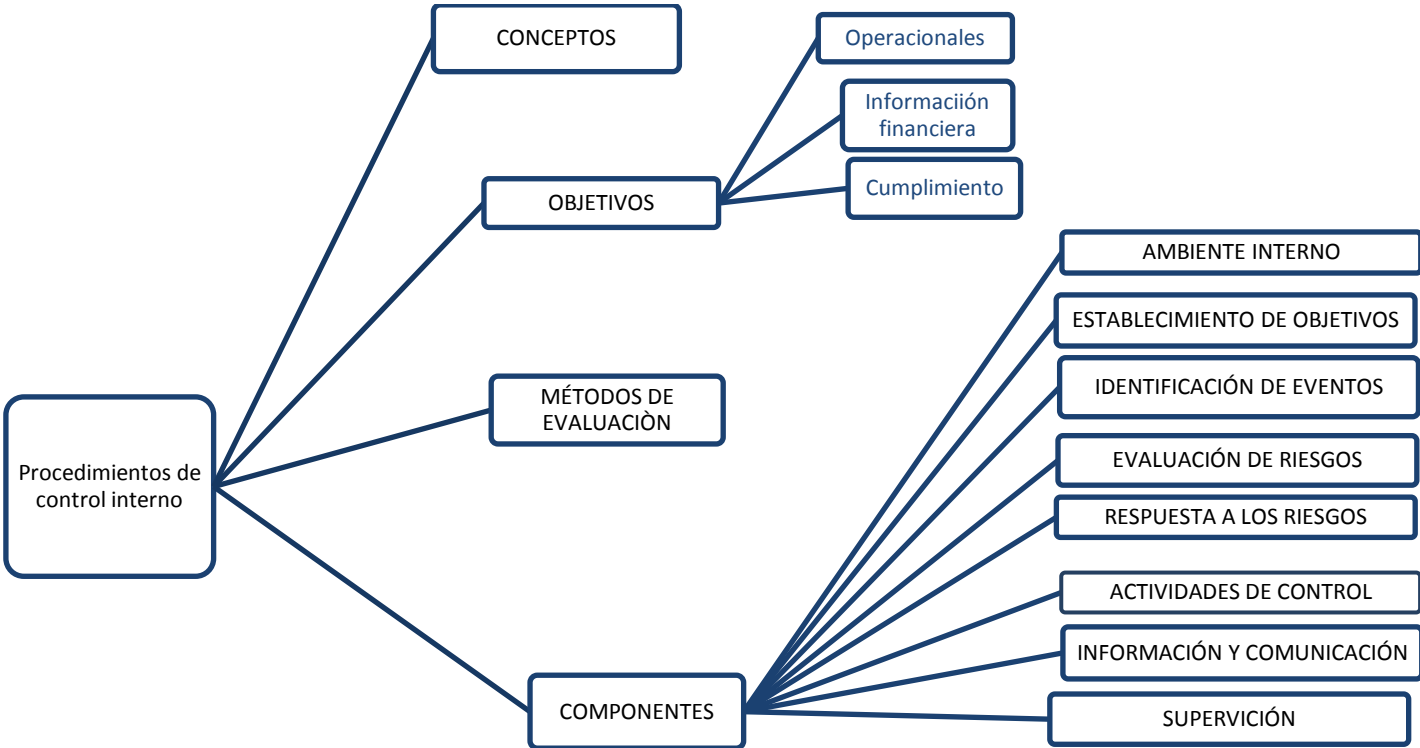 CONCEPTOS
Operacionales
Informaciión
financiera
Cumplimiento
OBJETIVOS
AMBIENTE INTERNO
ESTABLECIMIENTO DE OBJETIVOS
IDENTIFICACIÓN DE EVENTOS
MÉTODOS DE
EVALUACIÒN
EVALUACIÓN DE RIESGOS
Procedimientos de
control interno
RESPUESTA A LOS RIESGOS
ACTIVIDADES DE CONTROL
INFORMACIÓN Y COMUNICACIÓN
COMPONENTES
SUPERVICIÓN